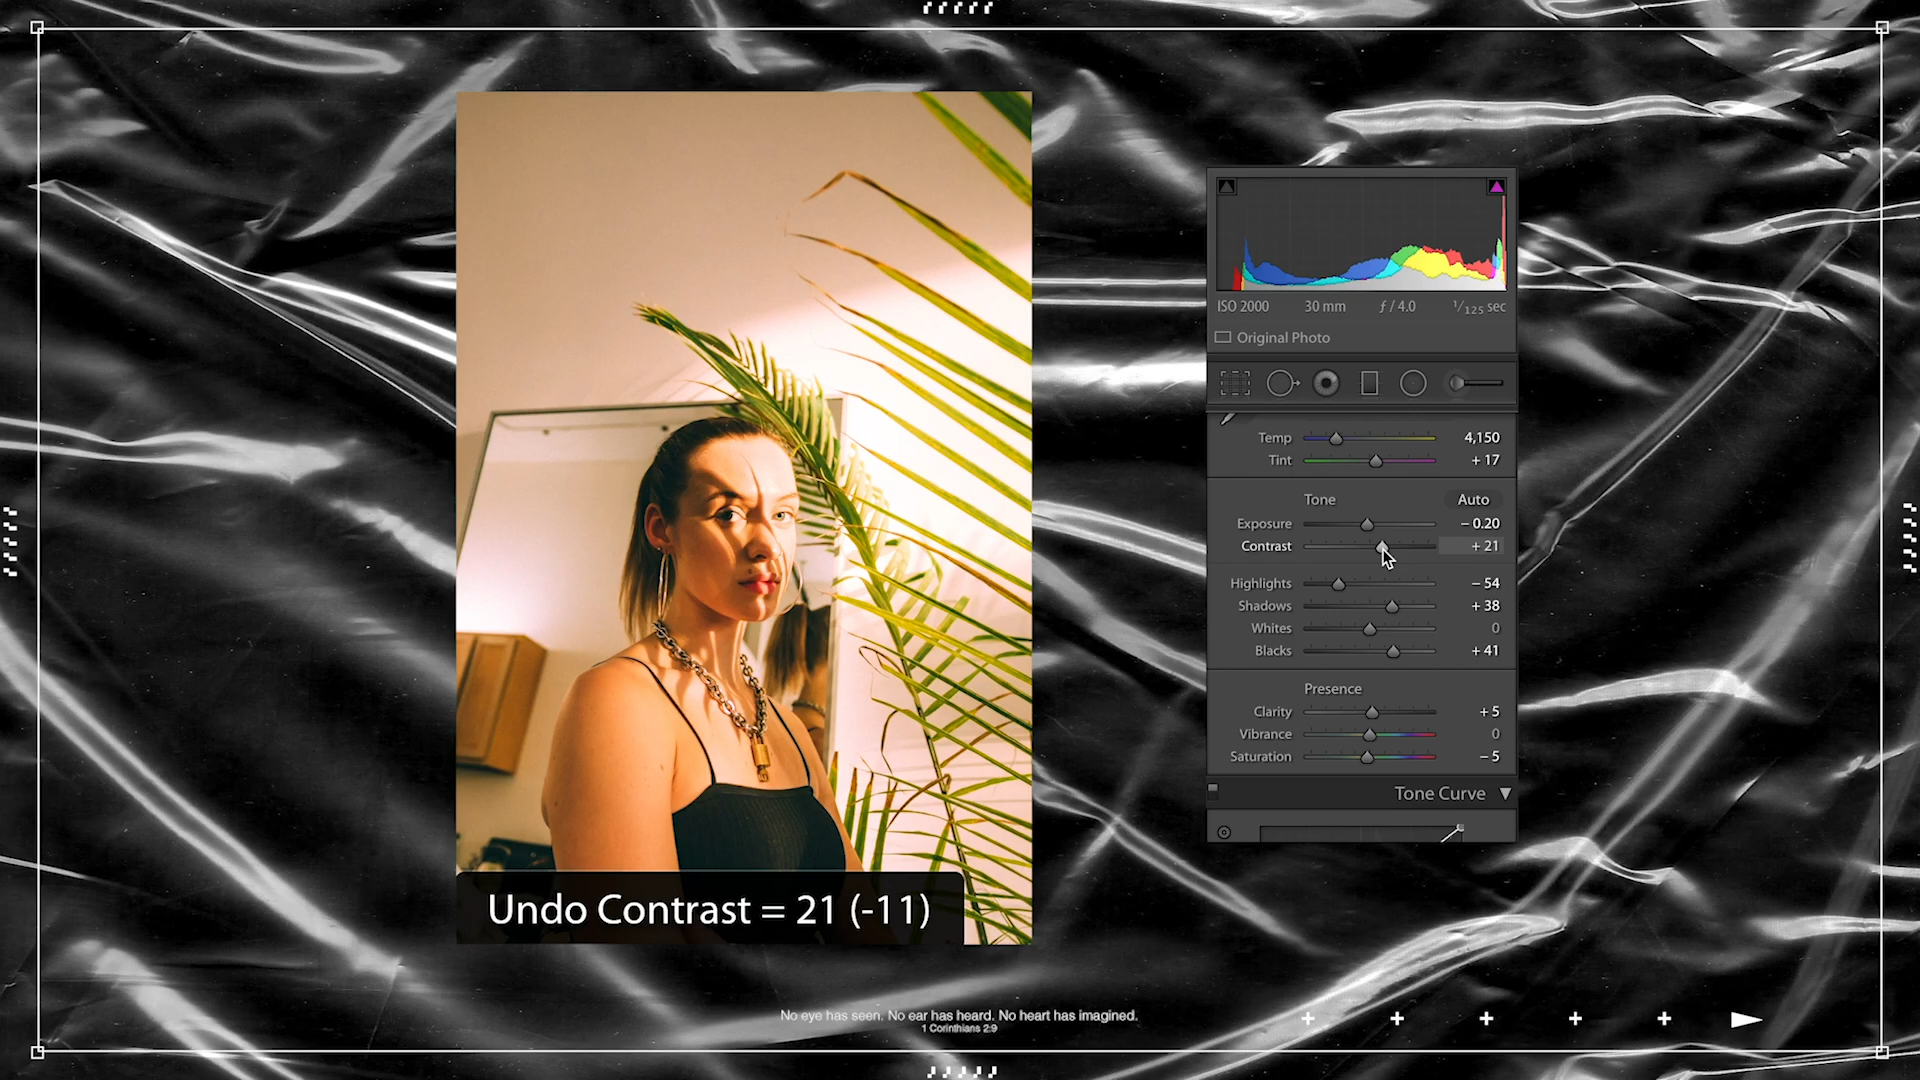 ISO 2000 30 mm ƒ / 4.0 1/125 sec
Original Photo
Temp 4,150
Tint + 17
Tone Auto
Exposure – 0.20
Contrast + 21
Highlights – 54
Shadows + 38
Whites 0
Blacks + 41
Presence
Clarity + 5
Vibrance 0
Saturation – 5
Tone Curve
Undo Contrast = 21 (-11)
No eye has seen. No ear has heard. No heart has imagined.
1 Corinthians 2:9